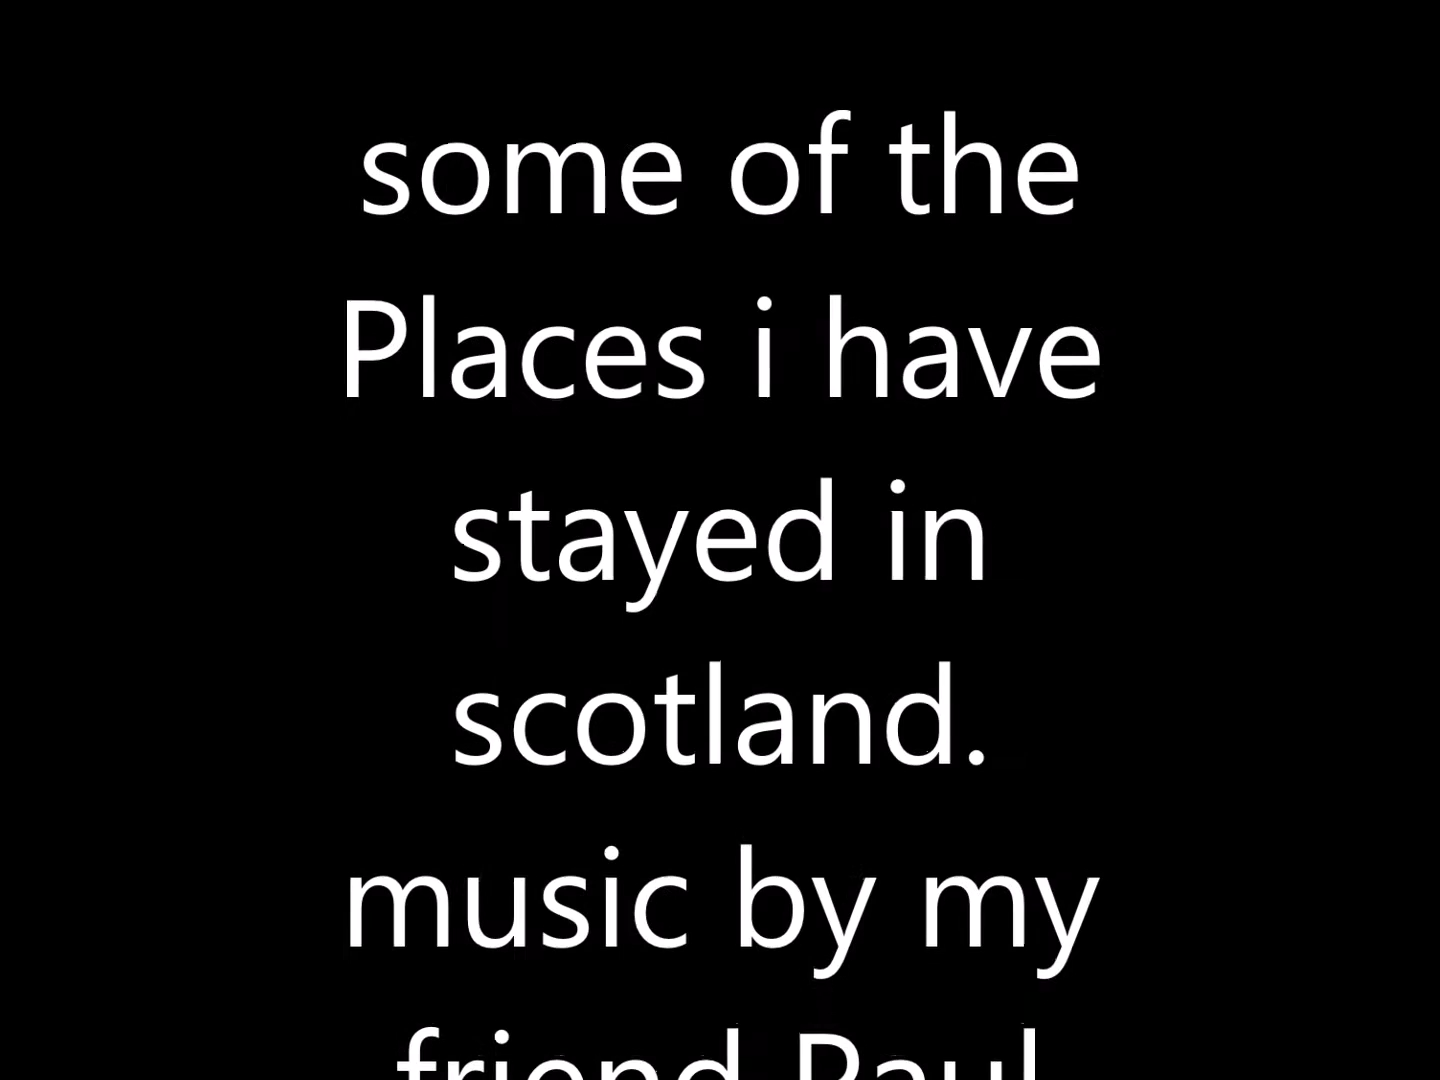 some of the
Places i have
stayed in
scotland.
music by my
friend Paul